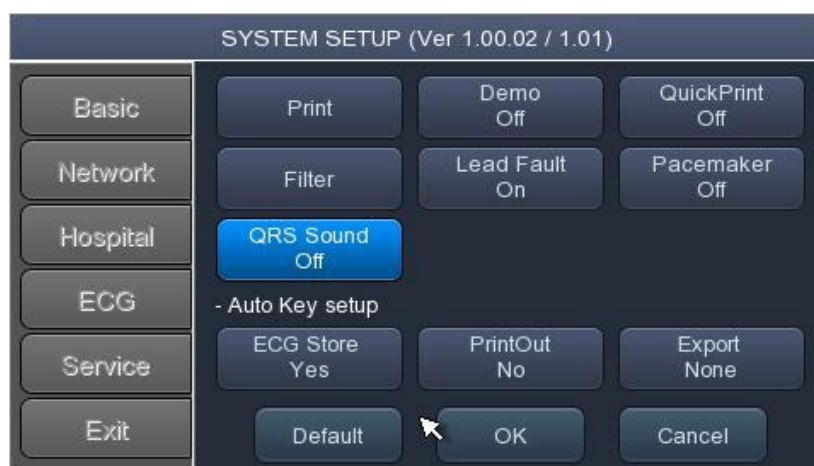 SYSTEM SETUP (Ver 1.00.02 / 1.01)
Basic
Network
Hospital
ECG
Service
Exit
Print
Demo
Off
QuickPrint
Off
Filter
Lead Fault
On
Pacemaker
Off
QRS Sound
Off
- Auto Key setup
ECG Store
Yes
PrintOut
No
Export
None
Default
OK
Cancel